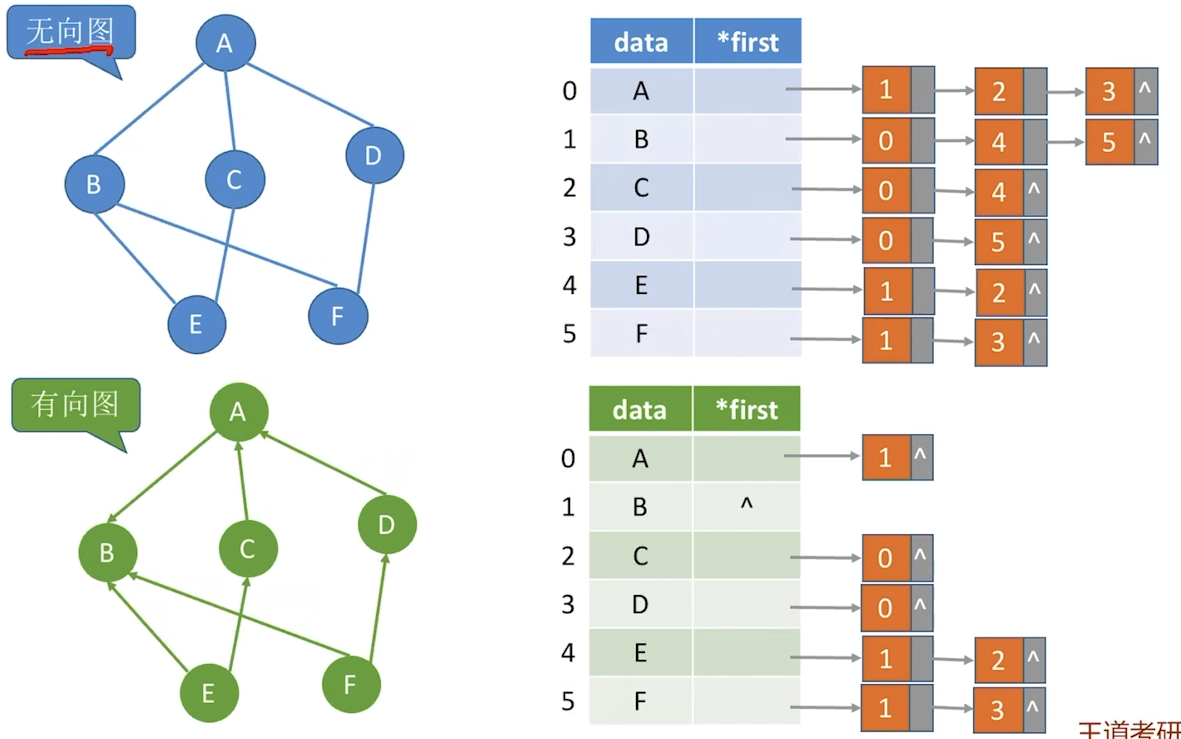 无向图
A
B
C
D
E
F
data *first
0 A 1 2 3 ^
1 B 0 4 5 ^
2 C 0 4 ^
3 D 0 5 ^
4 E 1 2 ^
5 F 1 3 ^
有向图
A
B
C
D
E
F
data *first
0 A 1 ^
1 B ^
2 C 0 ^
3 D 0 ^
4 E 1 2 ^
5 F 1 3 ^
王道考研